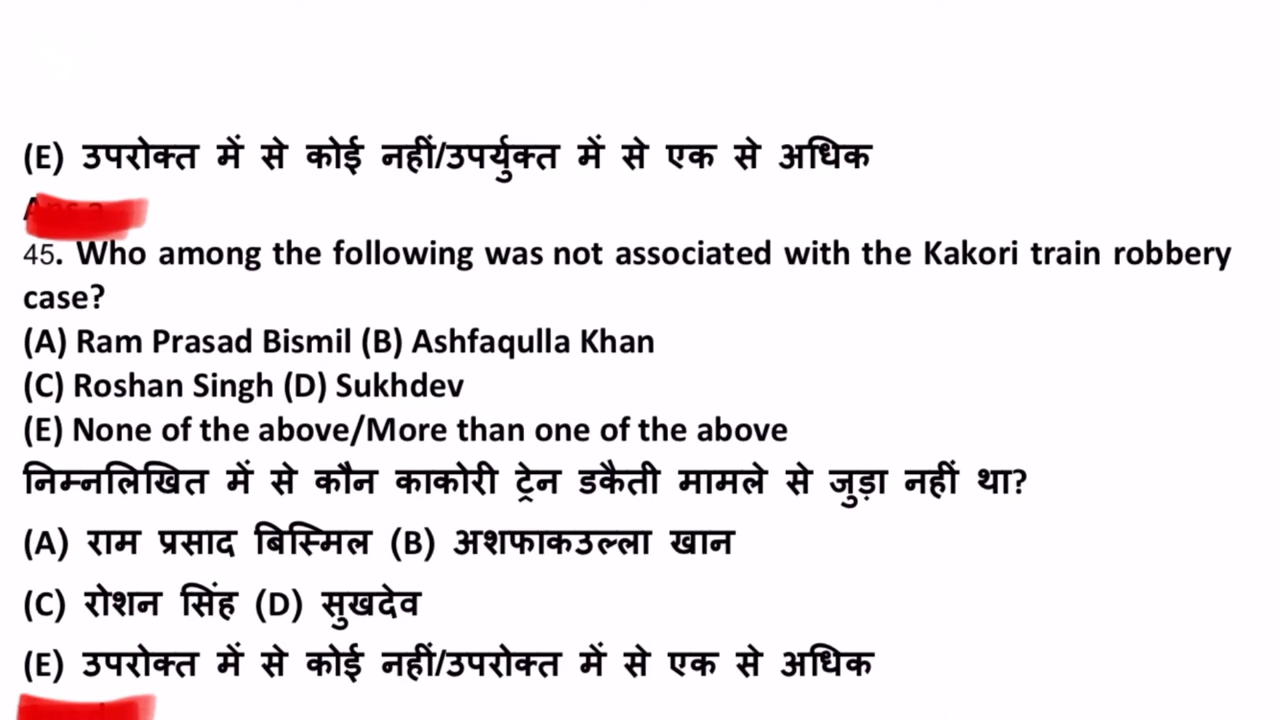 (E) उपरोक्त में से कोई नहीं/उपर्युक्त में से एक से अधिक
45. Who among the following was not associated with the Kakori train robbery
case?
(A) Ram Prasad Bismil (B) Ashfaqulla Khan
(C) Roshan Singh (D) Sukhdev
(E) None of the above/More than one of the above
निम्नलिखित में से कौन काकोरी ट्रेन डकैती मामले से जुड़ा नहीं था?
(A) राम प्रसाद बिस्मिल (B) अशफाकउल्ला खान
(C) रोशन सिंह (D) सुखदेव
(E) उपरोक्त में से कोई नहीं/उपरोक्त में से एक से अधिक